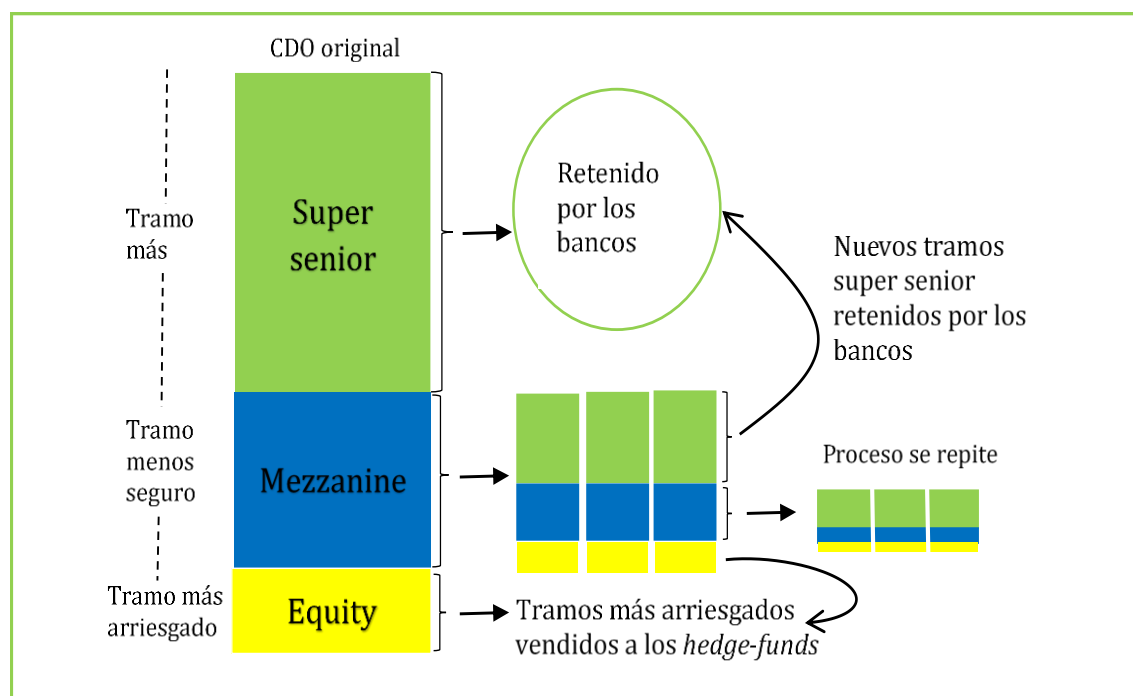 CDO original
Tramo
más
Super
senior
Retenido
por los
bancos
Nuevos tramos
super senior
retenidos por los
bancos
Tramo
menos
seguro
Mezzanine
Proceso se repite
Tramo más
arriesgado
Equity
Tramos más arriesgados
vendidos a los hedge-funds